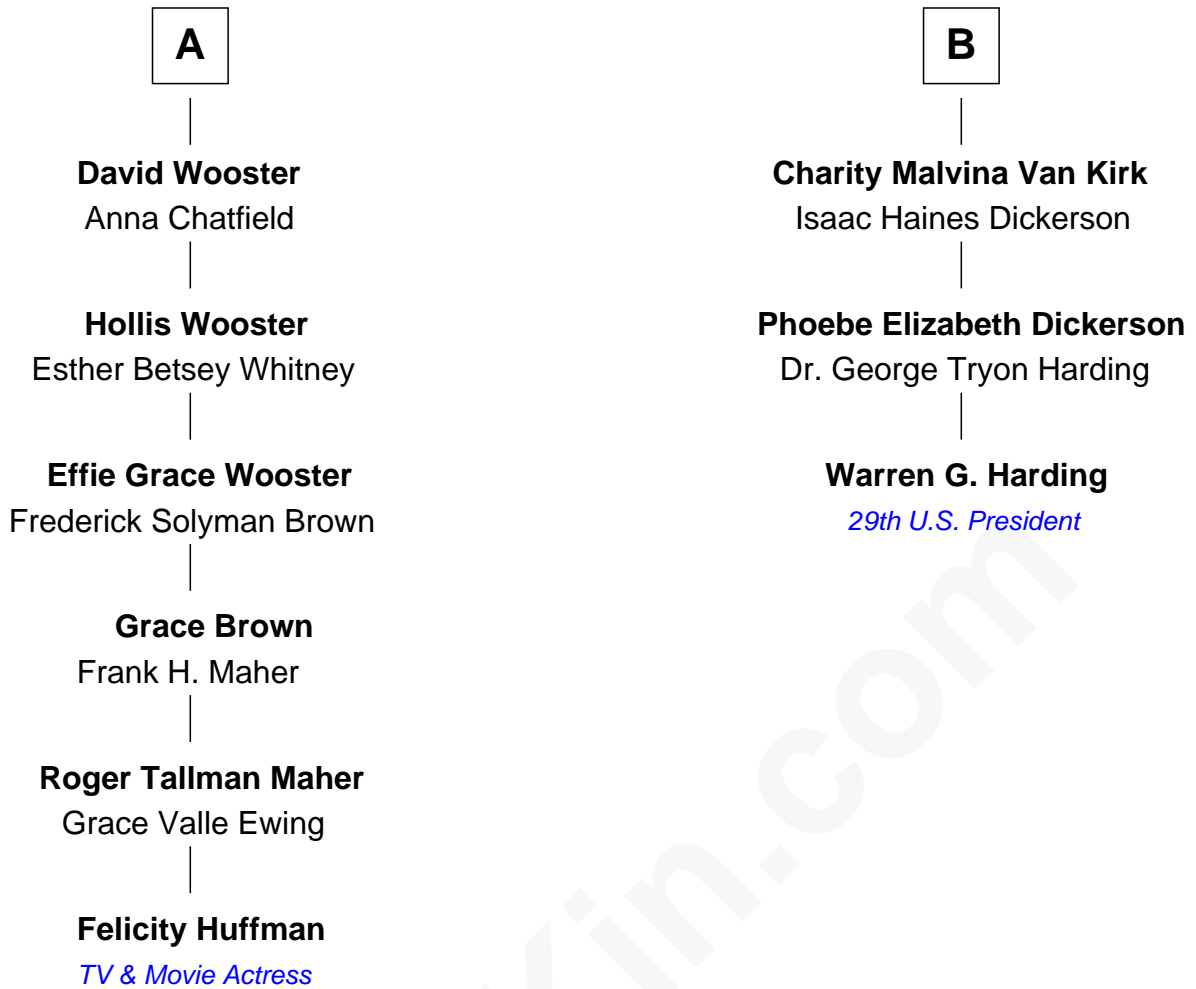 A
David Wooster
Anna Chatfield
Hollis Wooster
Esther Betsey Whitney
Effie Grace Wooster
Frederick Solyman Brown
Grace Brown
Frank H. Maher
Roger Tallman Maher
Grace Valle Ewing
Felicity Huffman
TV & Movie Actress
B
Charity Malvina Van Kirk
Isaac Haines Dickerson
Phoebe Elizabeth Dickerson
Dr. George Tryon Harding
Warren G. Harding
29th U.S. President
Kin.com